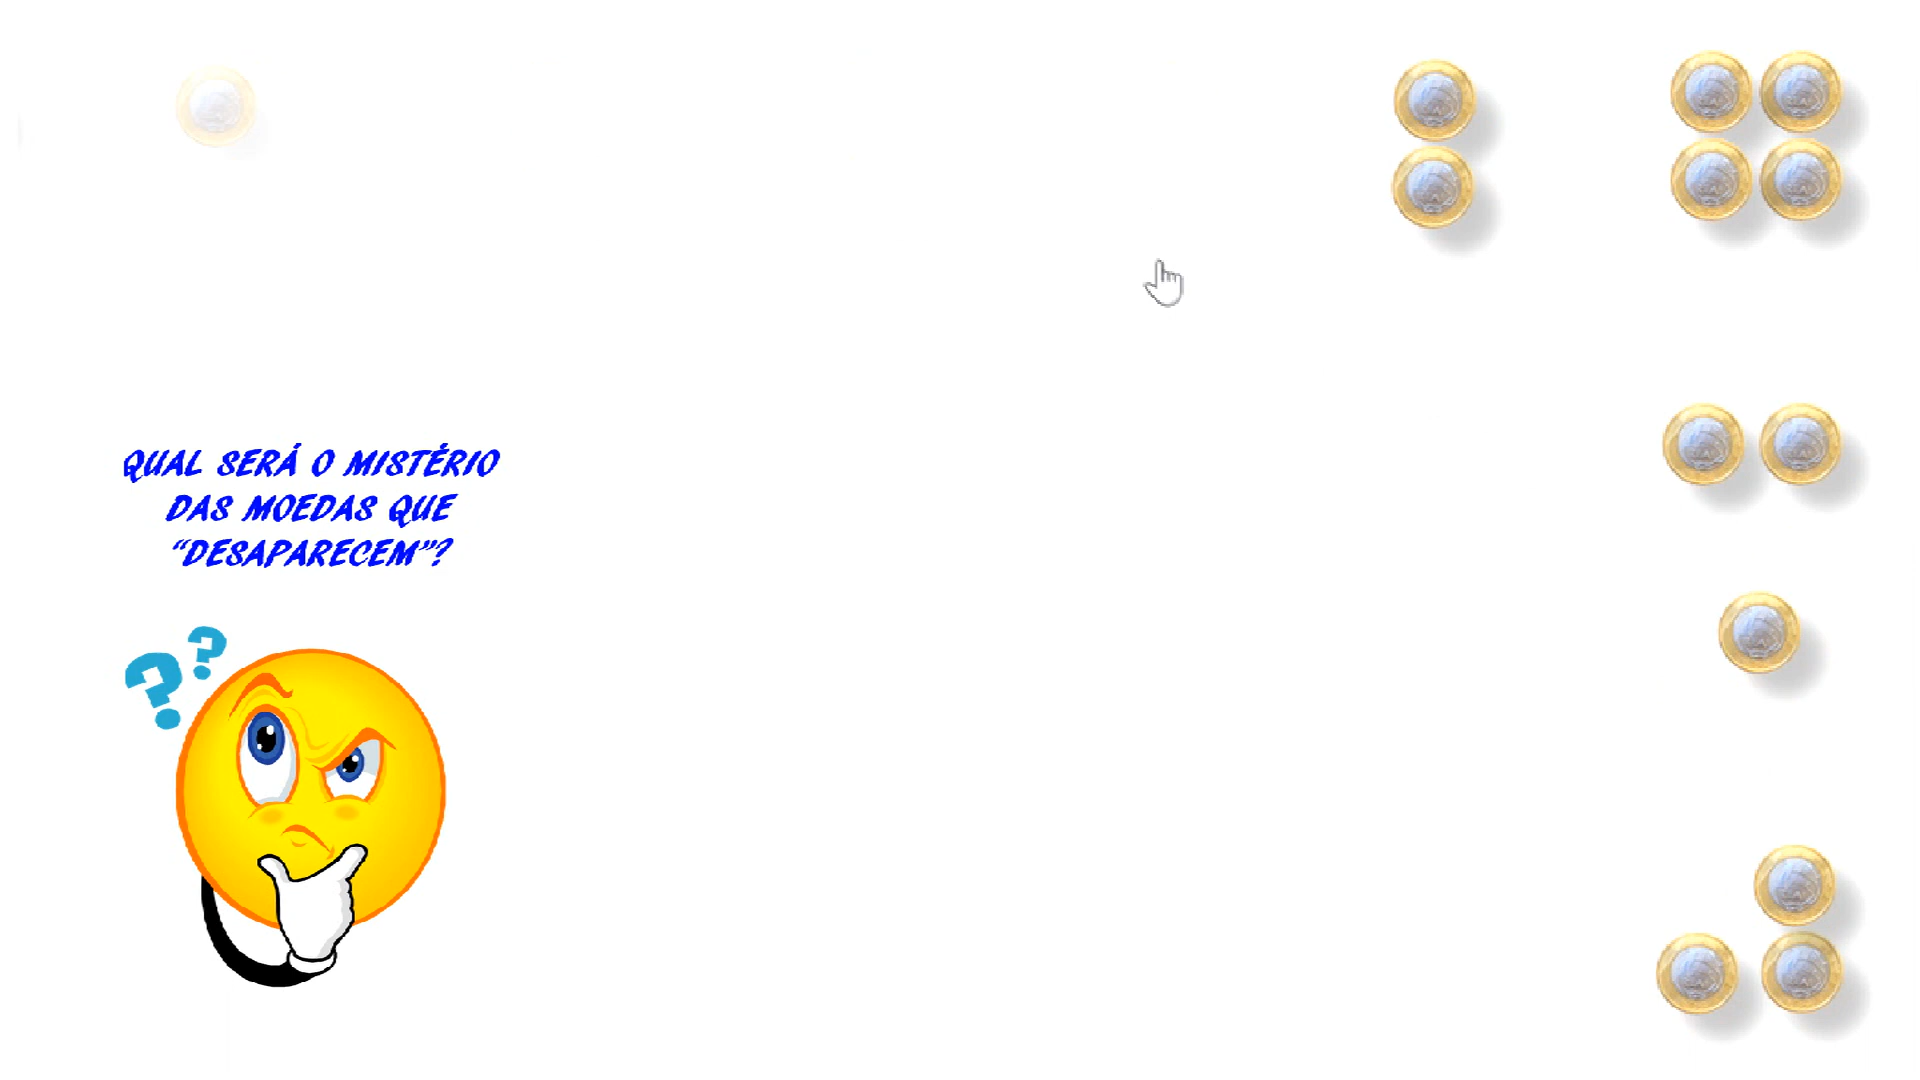 QUAL SERÁ O MISTÉRIO
DAS MOEDAS QUE
“DESAPARECEM”?